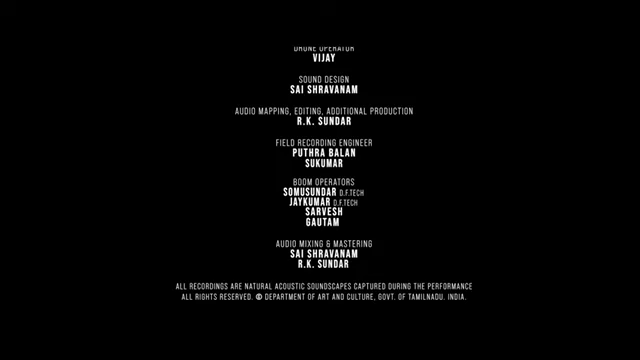 DRONE OPERATOR
VIJAY
SOUND DESIGN
SAI SHRAVANAM
AUDIO MAPPING, EDITING, ADDITIONAL PRODUCTION
R.K. SUNDAR
FIELD RECORDING ENGINEER
PUTHRA BALAN
SUKUMAR
BOOM OPERATORS
SOMUSUNDAR D.F.TECH
JAYKUMAR D.F.TECH
SARVESH
GAUTAM
AUDIO MIXING & MASTERING
SAI SHRAVANAM
R.K. SUNDAR
ALL RECORDINGS ARE NATURAL ACOUSTIC SOUNDSCAPES CAPTURED DURING THE PERFORMANCE
ALL RIGHTS RESERVED. ℗ DEPARTMENT OF ART AND CULTURE, GOVT. OF TAMILNADU. INDIA.